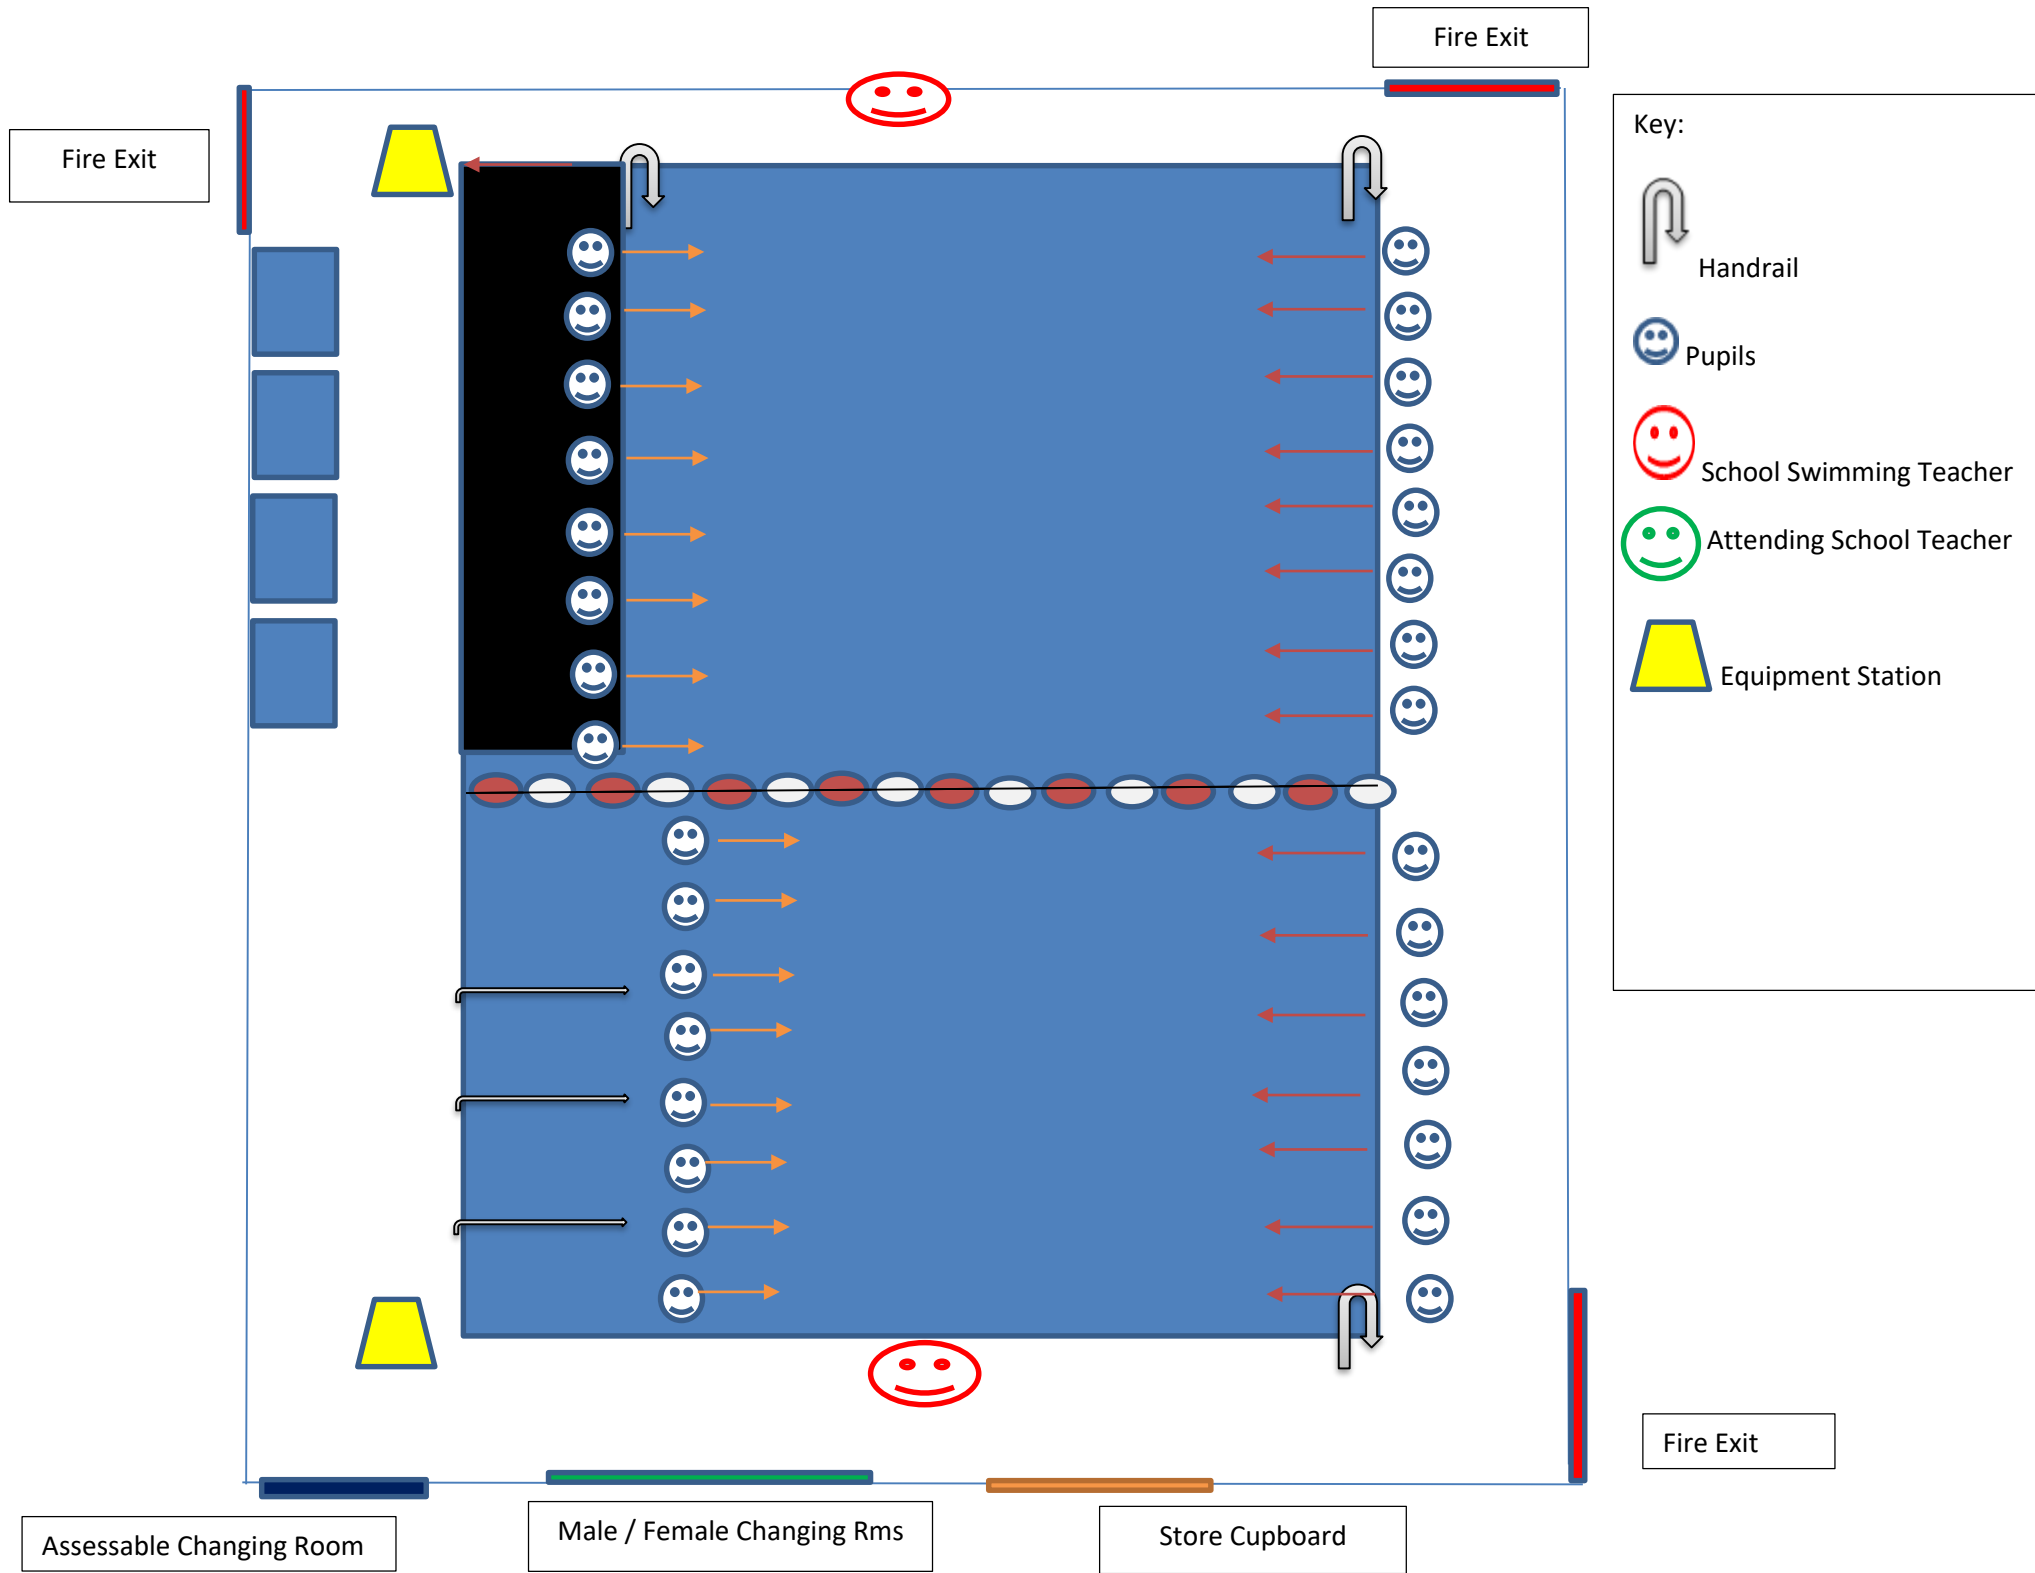 Fire Exit
Fire Exit
Key:
Handrail
Pupils
School Swimming Teacher
Attending School Teacher
Equipment Station
Fire Exit
Assessable Changing Room
Male / Female Changing Rms
Store Cupboard